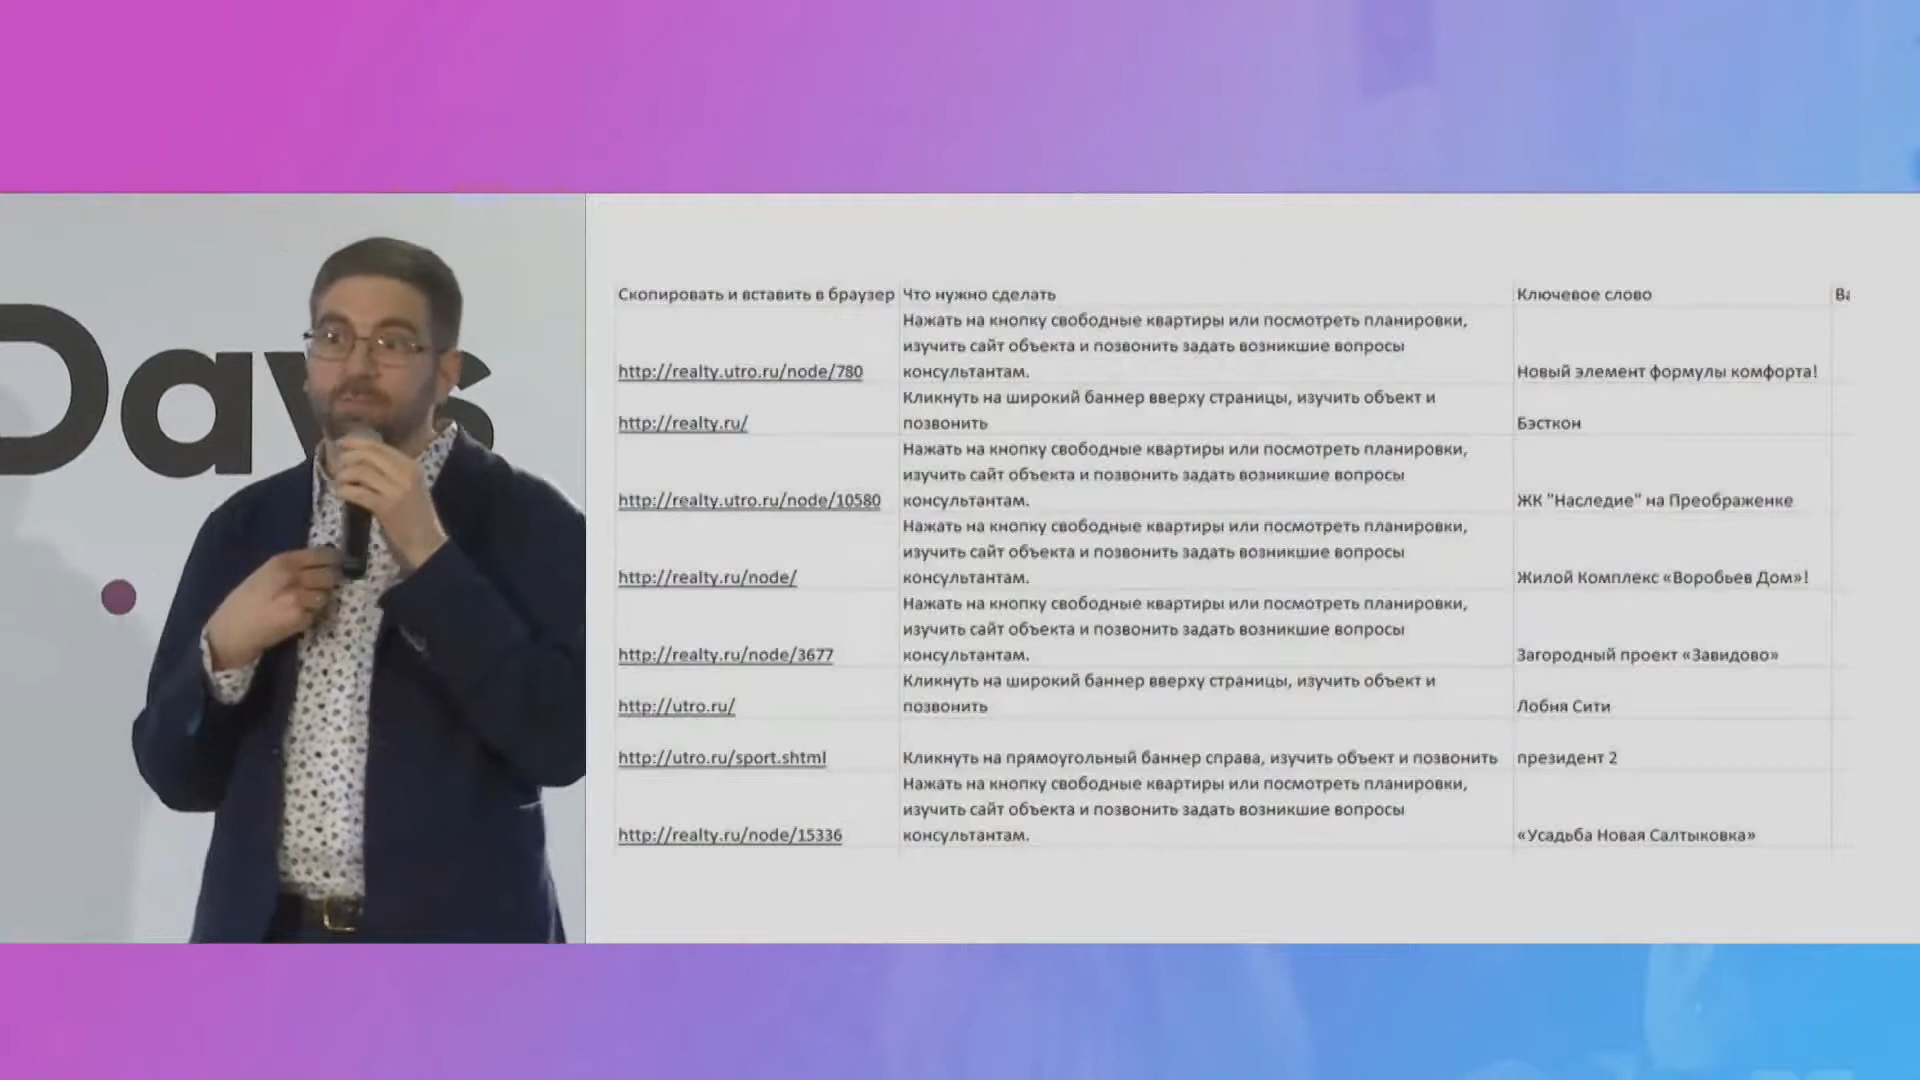 Days
Скопировать и вставить в браузер Что нужно сделать Ключевое слово
Нажать на кнопку свободные квартиры или посмотреть планировки,
изучить сайт объекта и позвонить задать возникшие вопросы
http://realty.utro.ru/node/780 консультантам. Новый элемент формулы комфорта!
Кликнуть на широкий баннер вверху страницы, изучить объект и
http://realty.ru/ позвонить Бэсткон
Нажать на кнопку свободные квартиры или посмотреть планировки,
изучить сайт объекта и позвонить задать возникшие вопросы
http://realty.utro.ru/node/10580 консультантам. ЖК "Наследие" на Преображенке
Нажать на кнопку свободные квартиры или посмотреть планировки,
изучить сайт объекта и позвонить задать возникшие вопросы
http://realty.ru/node/ консультантам. Жилой Комплекс «Воробьев Дом»!
Нажать на кнопку свободные квартиры или посмотреть планировки,
изучить сайт объекта и позвонить задать возникшие вопросы
http://realty.ru/node/3677 консультантам. Загородный проект «Завидово»
Кликнуть на широкий баннер вверху страницы, изучить объект и
http://utro.ru/ позвонить Лобня Сити
http://utro.ru/sport.shtml Кликнуть на прямоугольный баннер справа, изучить объект и позвонить президент 2
Нажать на кнопку свободные квартиры или посмотреть планировки,
изучить сайт объекта и позвонить задать возникшие вопросы
http://realty.ru/node/15336 консультантам. «Усадьба Новая Салтыковка»